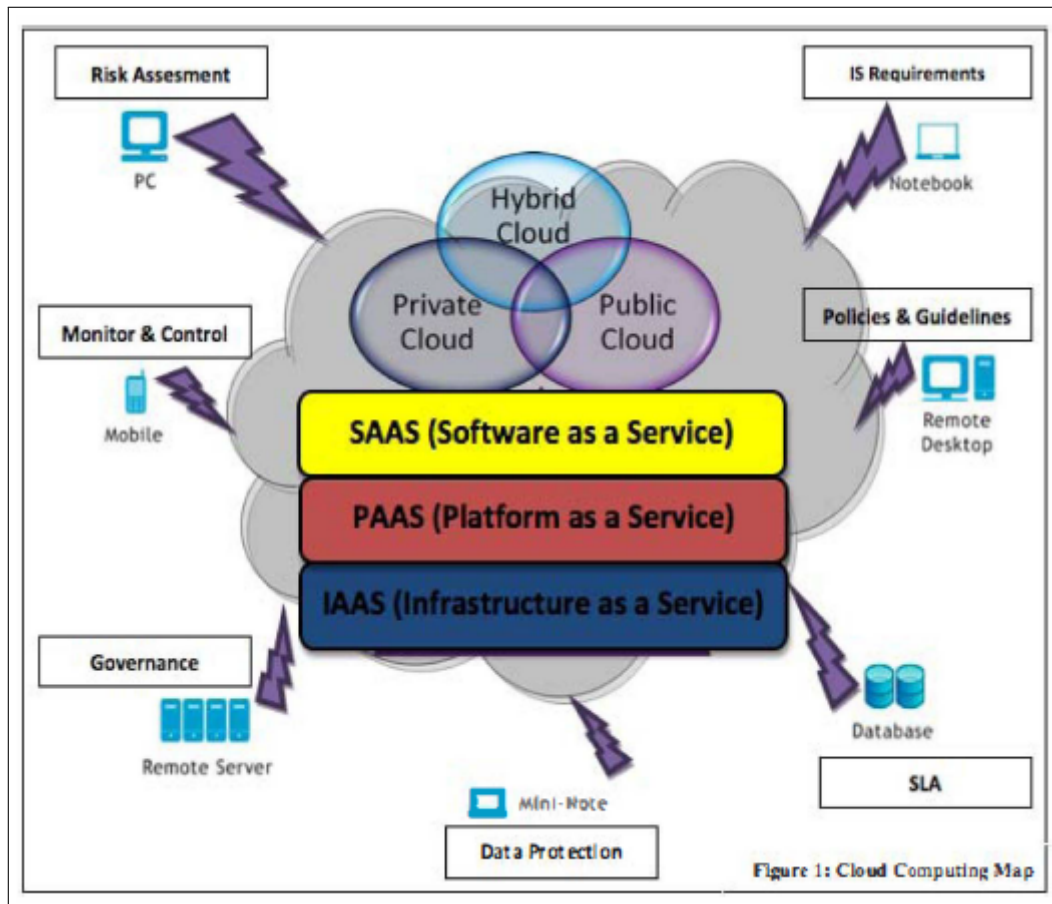 Risk Assesment
PC
IS Requirements
Notebook
Hybrid
Cloud
Private
Cloud
Public
Cloud
Monitor & Control
Mobile
Policies & Guidelines
Remote
Desktop
SAAS (Software as a Service)
PAAS (Platform as a Service)
IAAS (Infrastructure as a Service)
Governance
Remote Server
Database
SLA
Mini-Note
Data Protection
Figure 1: Cloud Computing Map